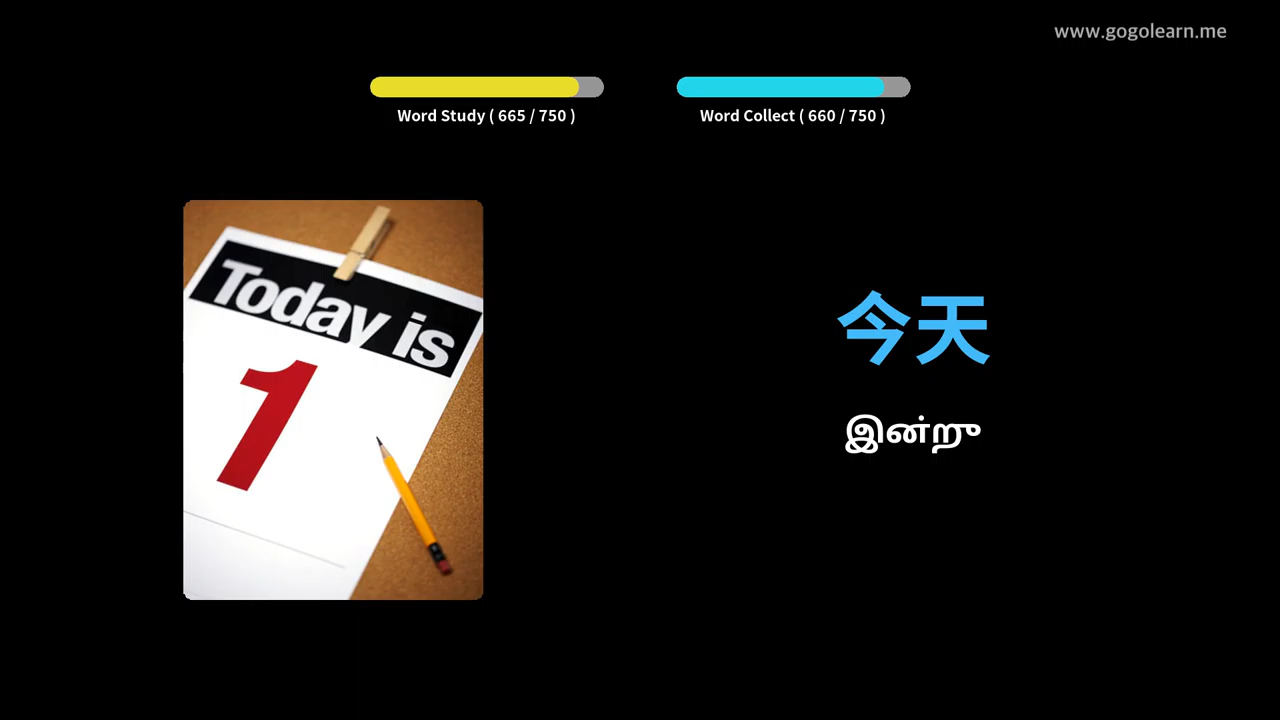 www.gogolearn.me
Word Study ( 665 / 750 )
Word Collect ( 660 / 750 )
Today is
1
今天
இன்று